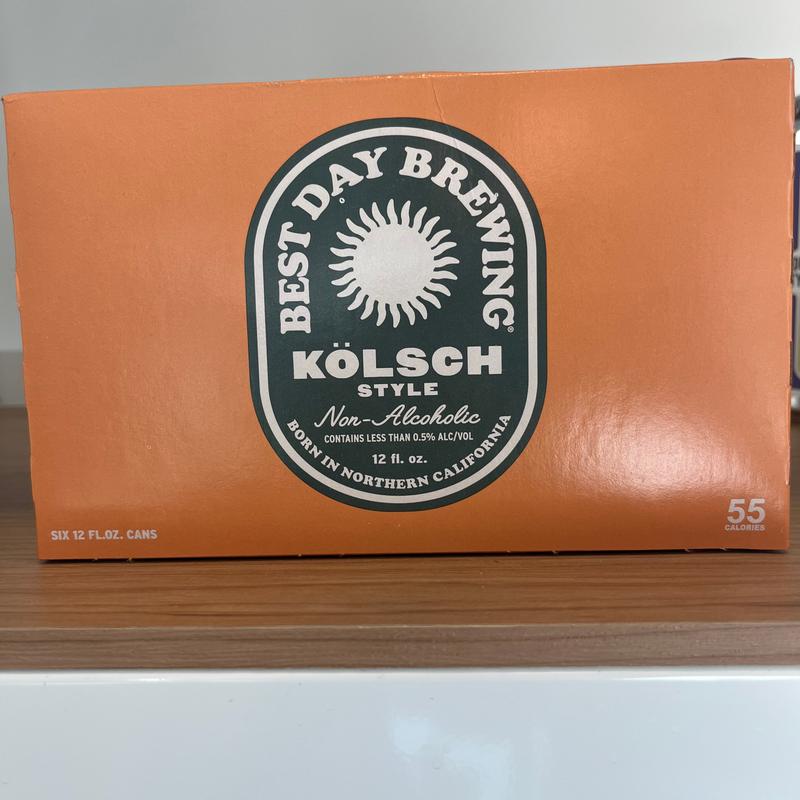 BEST DAY BREWING®
KÖLSCH
STYLE
Non-Alcoholic
CONTAINS LESS THAN 0.5% ALC/VOL
12 fl. oz.
BORN IN NORTHERN CALIFORNIA
SIX 12 FL.OZ. CANS
55
CALORIES